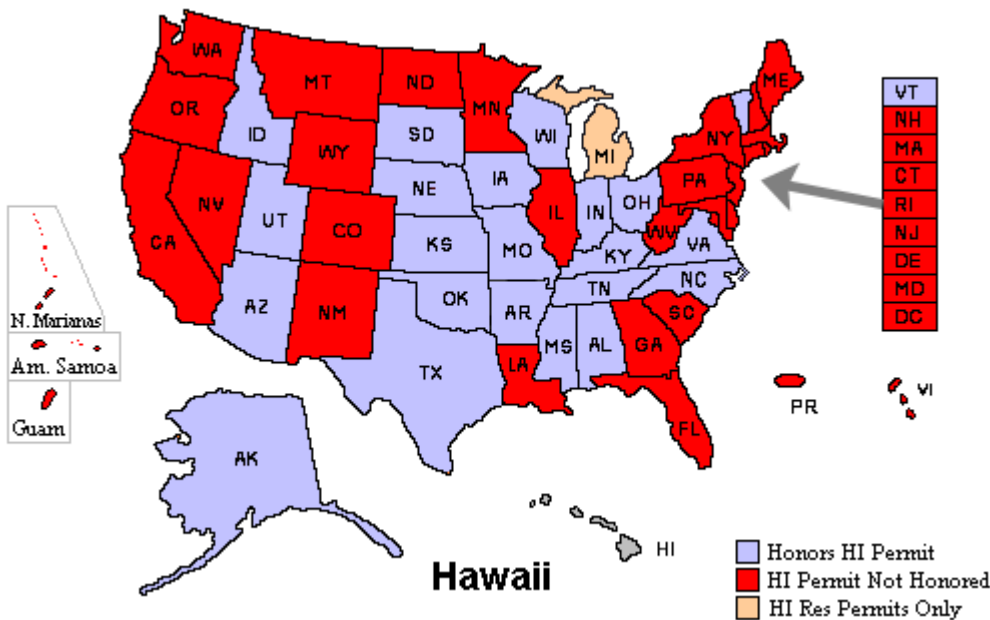 WA
MT
ND
MN
ME
VT
OR
ID
SD
WI
NY
NH
WY
MI
MA
IA
PA
CT
NE
NV
UT
IL
IN
OH
RI
CO
WV
NJ
CA
KS
MO
KY
VA
DE
TN
NC
MD
AZ
NM
OK
AR
SC
DC
N. Marianas
MS
AL
GA
Am. Samoa
TX
LA
PR
VI
Guam
FL
AK
HI
Hawaii
Honors HI Permit
HI Permit Not Honored
HI Res Permits Only